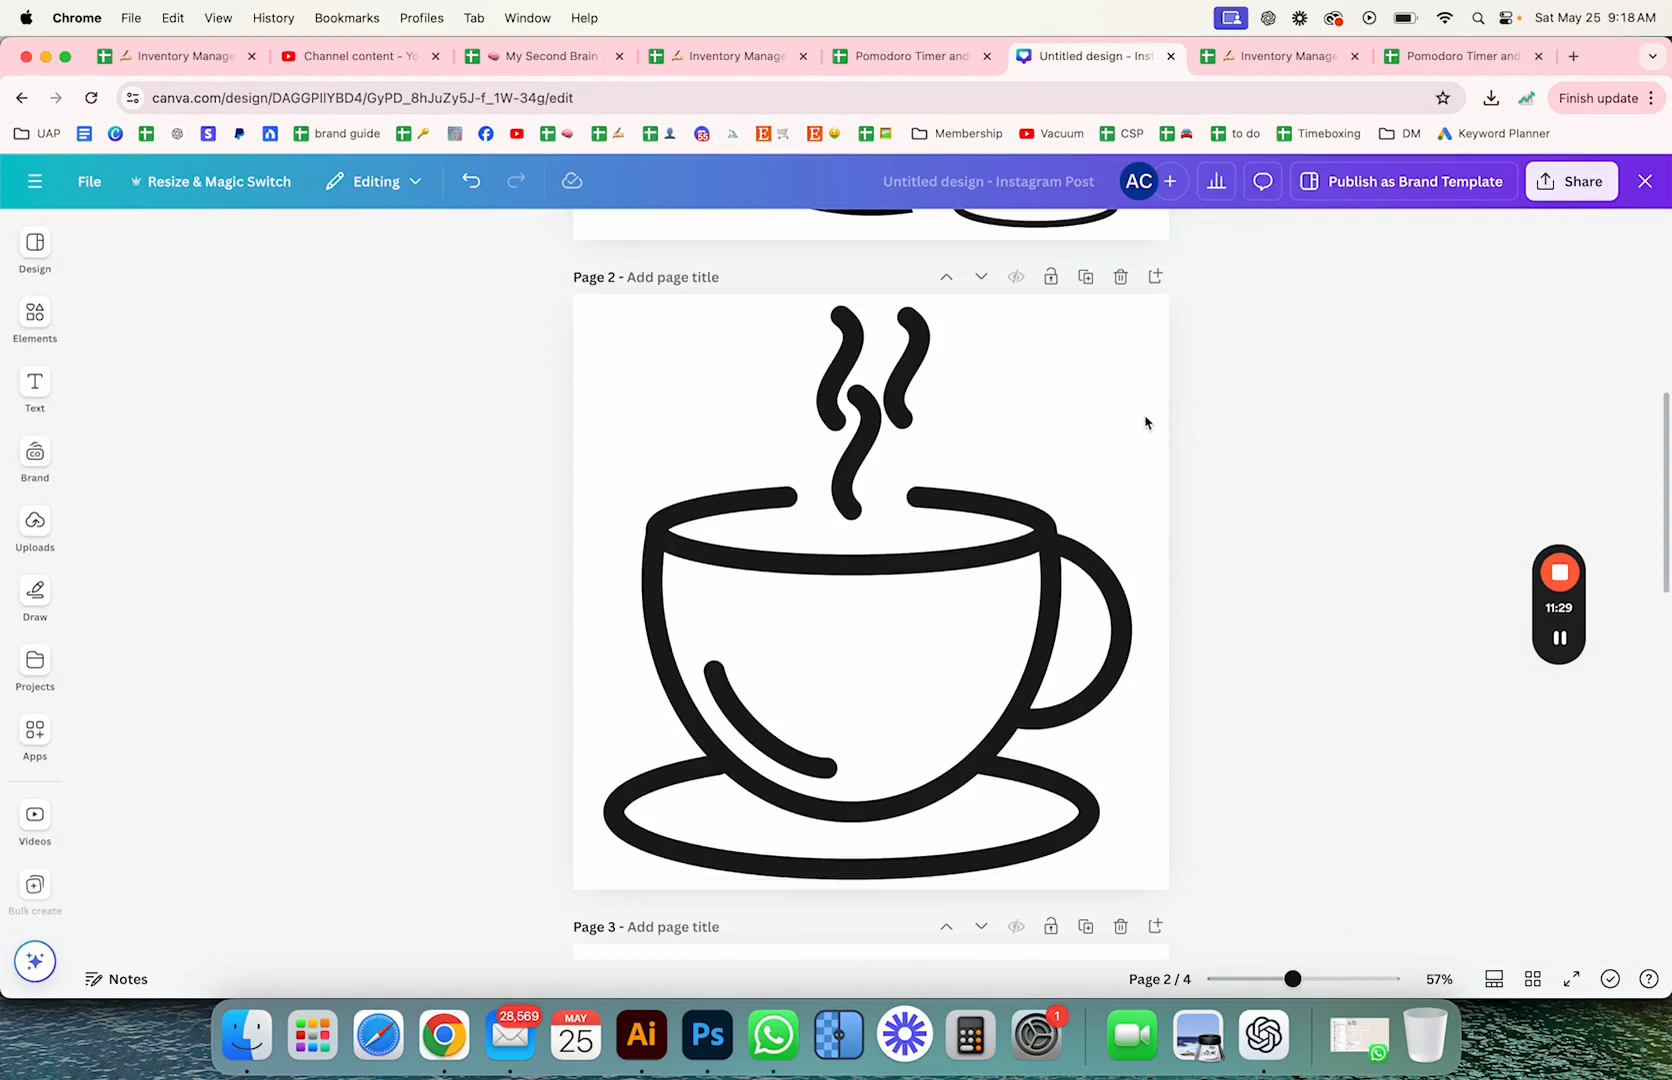 Chrome File Edit View History Bookmarks Profiles Tab Window Help Sat May 25 9:18 AM
Inventory Manage Channel content - Yo My Second Brain Inventory Manage Pomodoro Timer and Untitled design - Inst Inventory Manage Pomodoro Timer and
canva.com/design/DAGGPIlYBD4/GyPD_8hJuZy5J-f_1W-34g/edit Finish update
UAP brand guide 55 Membership Vacuum CSP to do Timeboxing DM Keyword Planner
File Resize & Magic Switch Editing Untitled design - Instagram Post AC Publish as Brand Template Share
Design
Elements
Text
Brand
Uploads
Draw
Projects
Apps
Videos
Bulk create
Page 2 - Add page title
11:29
Page 3 - Add page title
Notes
Page 2 / 4 57%
28,569
MAY
25
Ai
Ps
1